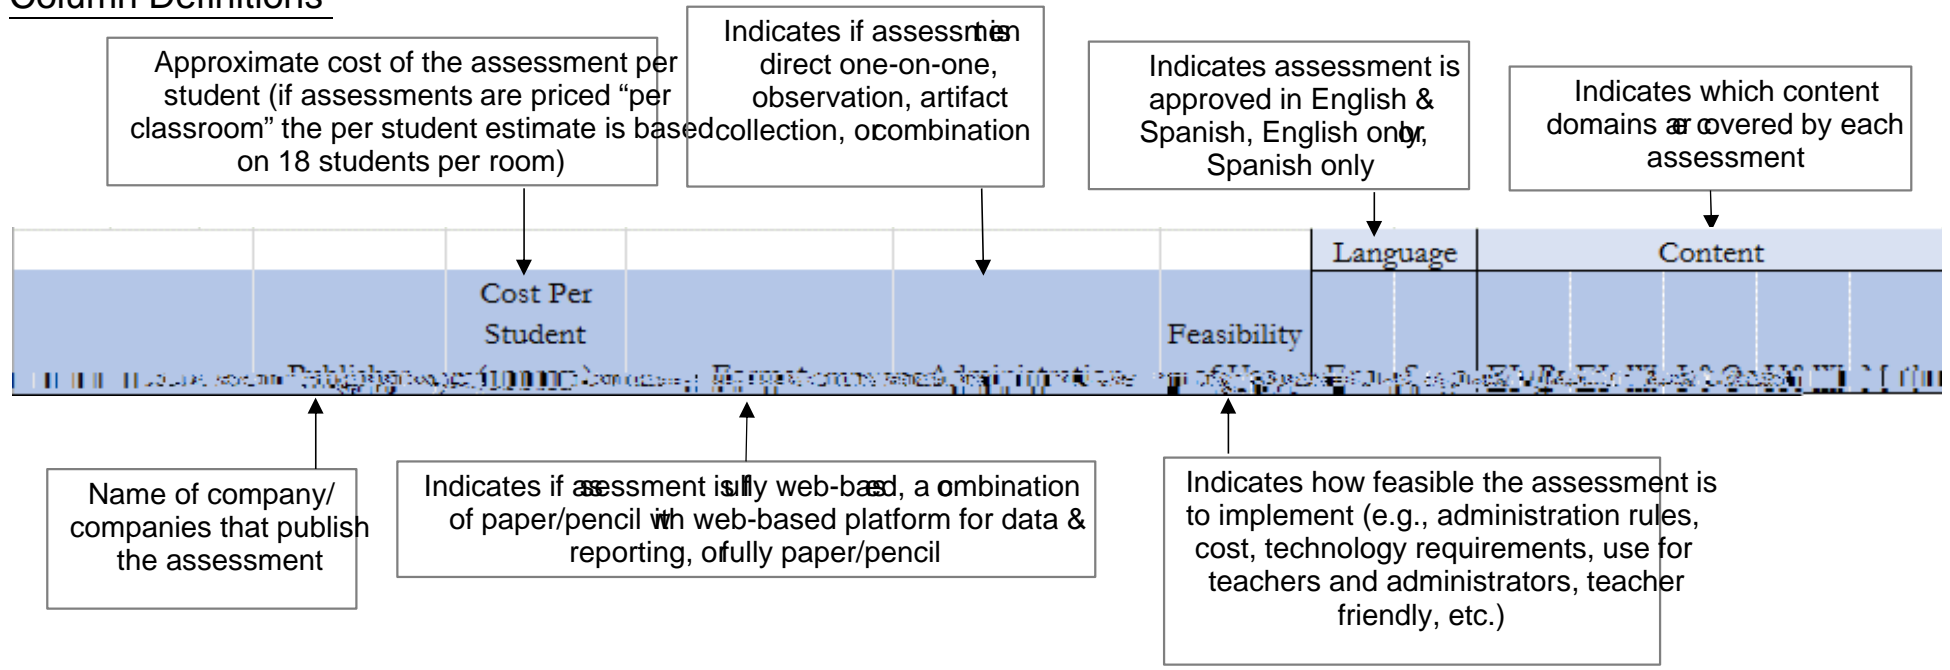 Column Definitions
Approximate cost of the assessment per
student (if assessments are priced “per
classroom” the per student estimate is based
on 18 students per room)
Indicates if assessment is
direct one-on-one,
observation, artifact
collection, or combination
Indicates assessment is
approved in English &
Spanish, English only, or
Spanish only
Indicates which content
domains are covered by each
assessment
Language
Content
Cost Per
Student
Feasibility
Name of company/
companies that publish
the assessment
Indicates if assessment is fully web-based, a combination
of paper/pencil with web-based platform for data &
reporting, or fully paper/pencil
Indicates how feasible the assessment is
to implement (e.g., administration rules,
cost, technology requirements, use for
teachers and administrators, teacher
friendly, etc.)